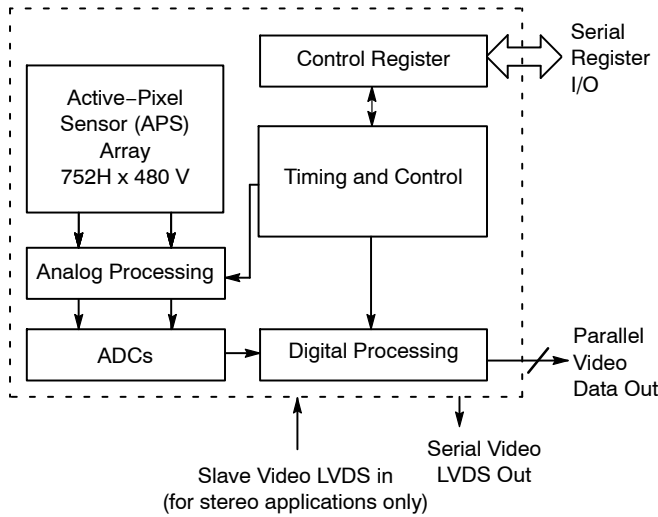 Control Register
Serial
Register
I/O
Active−Pixel
Sensor (APS)
Array
752H x 480 V
Timing and Control
Analog Processing
ADCs
Digital Processing
Parallel
Video
Data Out
Slave Video LVDS in
(for stereo applications only)
Serial Video
LVDS Out